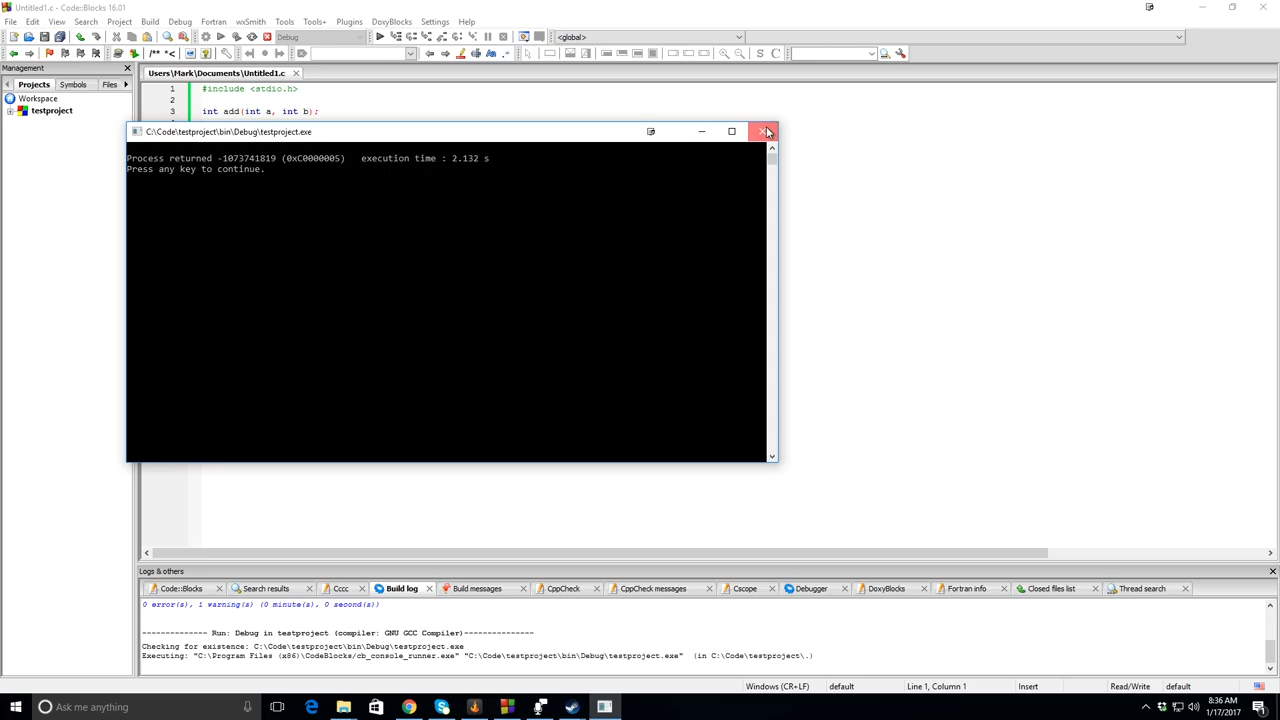 Untitled1.c - Code::Blocks 16.01
File Edit View Search Project Build Debug Fortran wxSmith Tools Tools+ Plugins DoxyBlocks Settings Help
Debug <global>
/** *< Aa .* S C
Management
Projects Symbols Files
Workspace
testproject
Users\Mark\Documents\Untitled1.c
1 #include <stdio.h>
2
3 int add(int a, int b);
C:\Code\testproject\bin\Debug\testproject.exe
Process returned -1073741819 (0xC0000005) execution time : 2.132 s
Press any key to continue.
Logs & others
Code::Blocks Search results Cccc Build log Build messages CppCheck CppCheck messages Cscope Debugger DoxyBlocks Fortran info Closed files list Thread search
0 error(s), 1 warning(s) (0 minute(s), 0 second(s))
-------------- Run: Debug in testproject (compiler: GNU GCC Compiler)---------------
Checking for existence: C:\Code\testproject\bin\Debug\testproject.exe
Executing: "C:\Program Files (x86)\CodeBlocks/cb_console_runner.exe" "C:\Code\testproject\bin\Debug\testproject.exe" (in C:\Code\testproject\.)
Windows (CR+LF) default Line 1, Column 1 Insert Read/Write default
Ask me anything
8:36 AM
1/17/2017